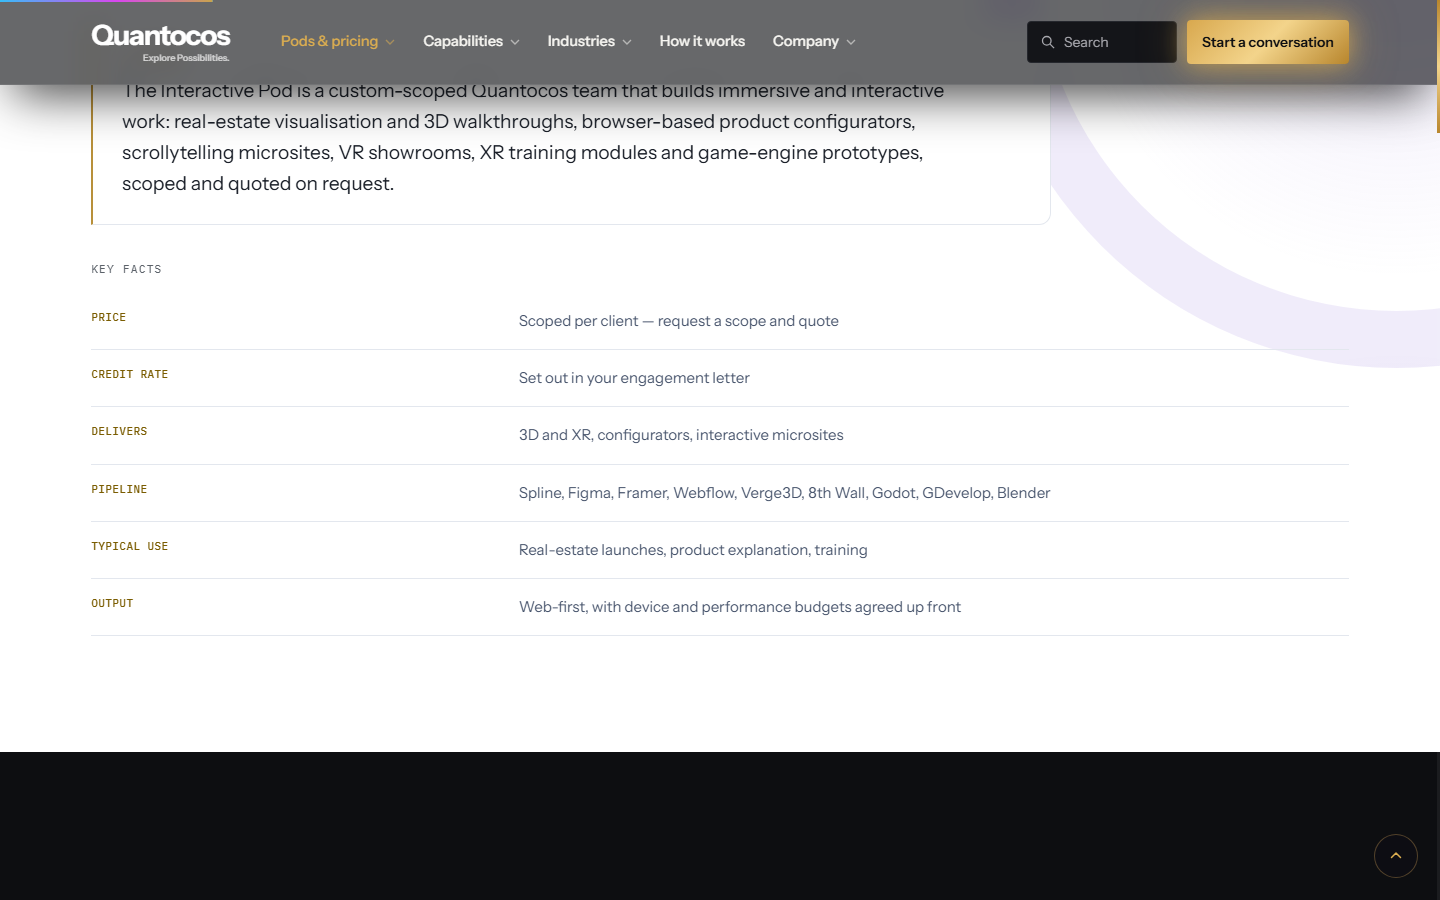 Quantocos
Explore Possibilities.
Pods & pricing
Capabilities
Industries
How it works
Company
Search
Start a conversation
The Interactive Pod is a custom-scoped Quantocos team that builds immersive and interactive
work: real-estate visualisation and 3D walkthroughs, browser-based product configurators,
scrollytelling microsites, VR showrooms, XR training modules and game-engine prototypes,
scoped and quoted on request.
KEY FACTS
PRICE
Scoped per client — request a scope and quote
CREDIT RATE
Set out in your engagement letter
DELIVERS
3D and XR, configurators, interactive microsites
PIPELINE
Spline, Figma, Framer, Webflow, Verge3D, 8th Wall, Godot, GDevelop, Blender
TYPICAL USE
Real-estate launches, product explanation, training
OUTPUT
Web-first, with device and performance budgets agreed up front